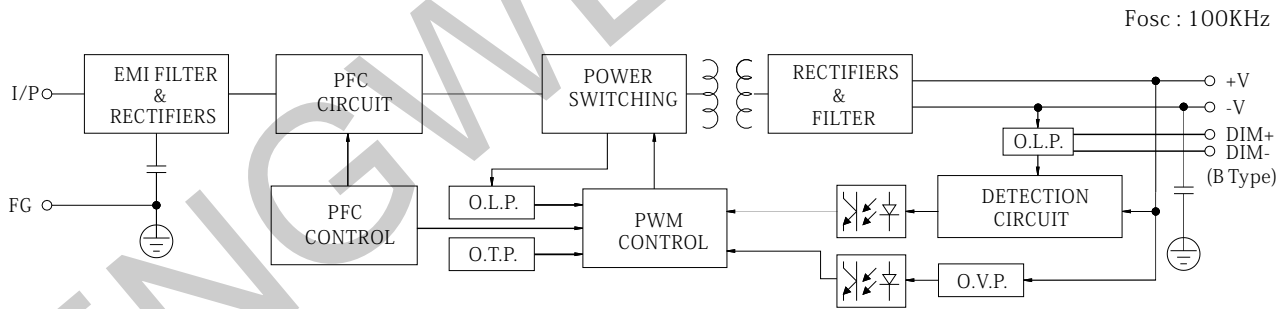 Fosc : 100KHz
I/P
EMI FILTER
&
RECTIFIERS
PFC
CIRCUIT
POWER
SWITCHING
RECTIFIERS
&
FILTER
+V
-V
DIM+
DIM-
(B Type)
O.L.P.
FG
PFC
CONTROL
O.L.P.
O.T.P.
PWM
CONTROL
DETECTION
CIRCUIT
O.V.P.